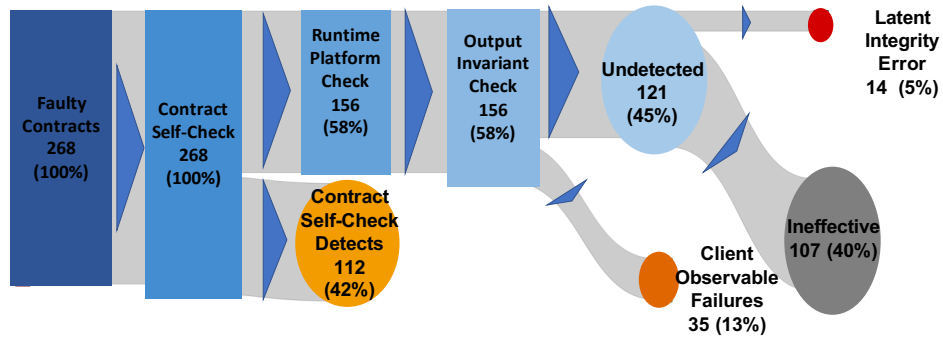 Faulty
Contracts
268
(100%)
Contract
Self-Check
268
(100%)
Runtime
Platform
Check
156
(58%)
Output
Invariant
Check
156
(58%)
Undetected
121
(45%)
Latent
Integrity
Error
14 (5%)
Contract
Self-Check
Detects
112
(42%)
Client
Observable
Failures
35 (13%)
Ineffective
107 (40%)